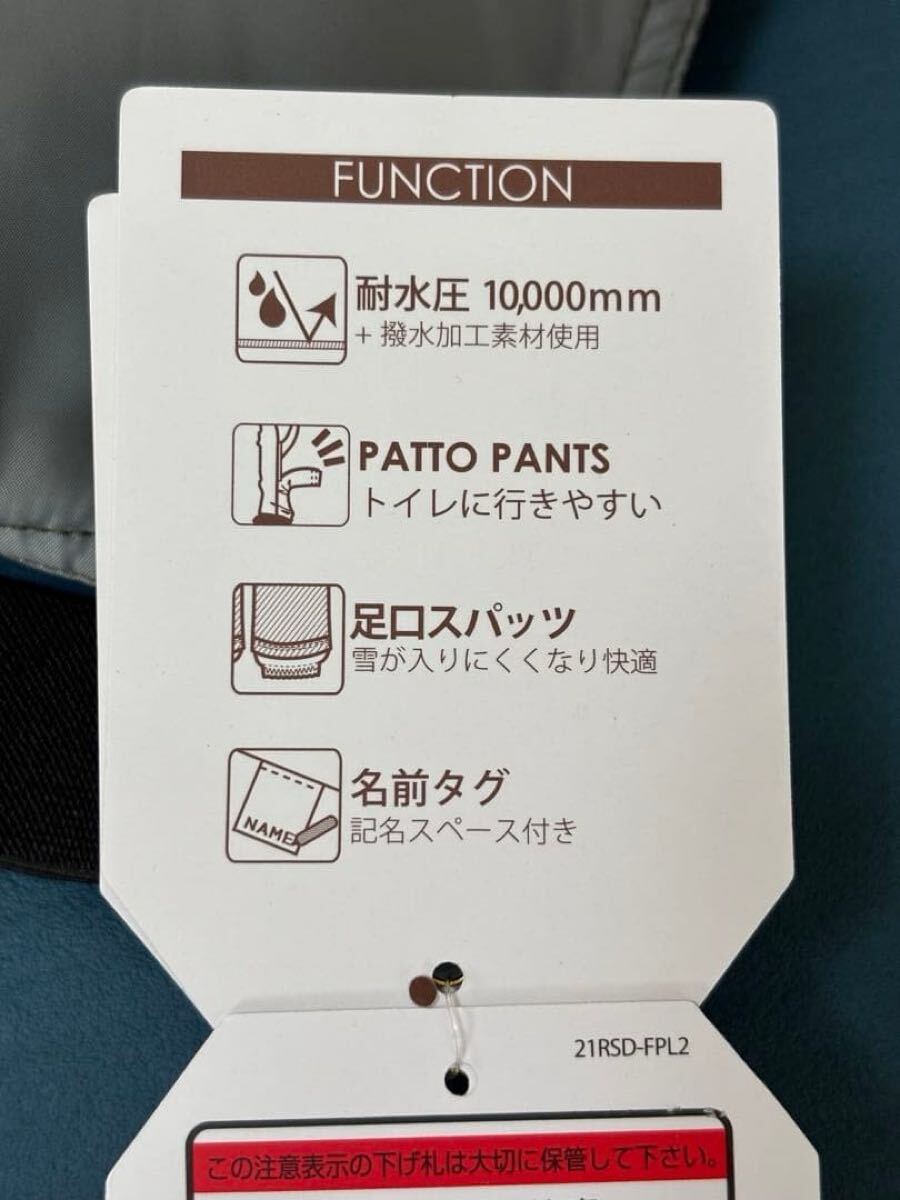 FUNCTION
耐水圧 10,000mm
+ 撥水加工素材使用
PATTO PANTS
トイレに行きやすい
足口スパッツ
雪が入りにくくなり快適
NAME
名前タグ
記名スペース付き
21RSD-FPL2
この注意表示の下げ札は大切に保管して下さい。